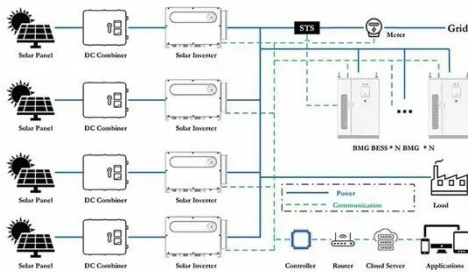 STS
Meter
Grid
Solar Panel DC Combiner Solar Inverter
Solar Panel DC Combiner Solar Inverter
BMG BESS * N BMG * N
Solar Panel DC Combiner Solar Inverter
Power
Communication
Load
Solar Panel DC Combiner Solar Inverter
Controller Router Cloud Server Applications